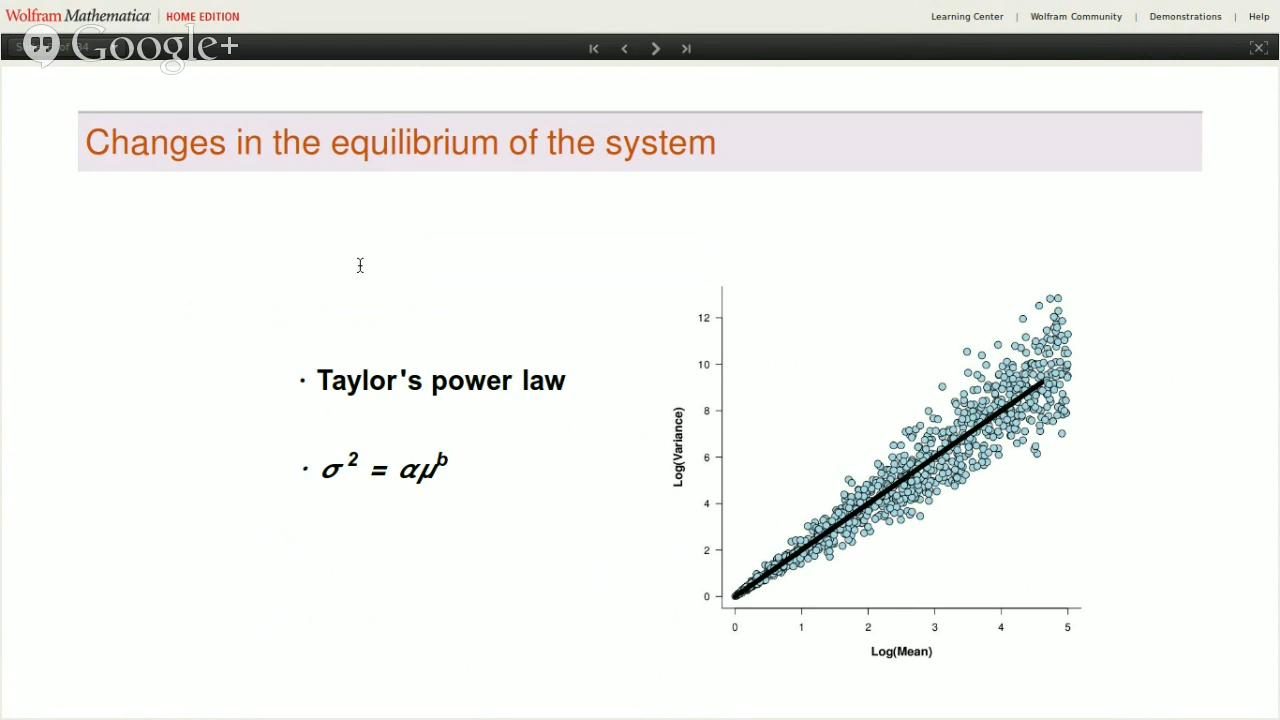 Wolfram Mathematica | HOME EDITION
Learning Center | Wolfram Community | Demonstrations | Help
Google+
Changes in the equilibrium of the system
· Taylor's power law
· σ² = αμᵇ
Log(Variance)
12
10
8
6
4
2
0
0 1 2 3 4 5
Log(Mean)